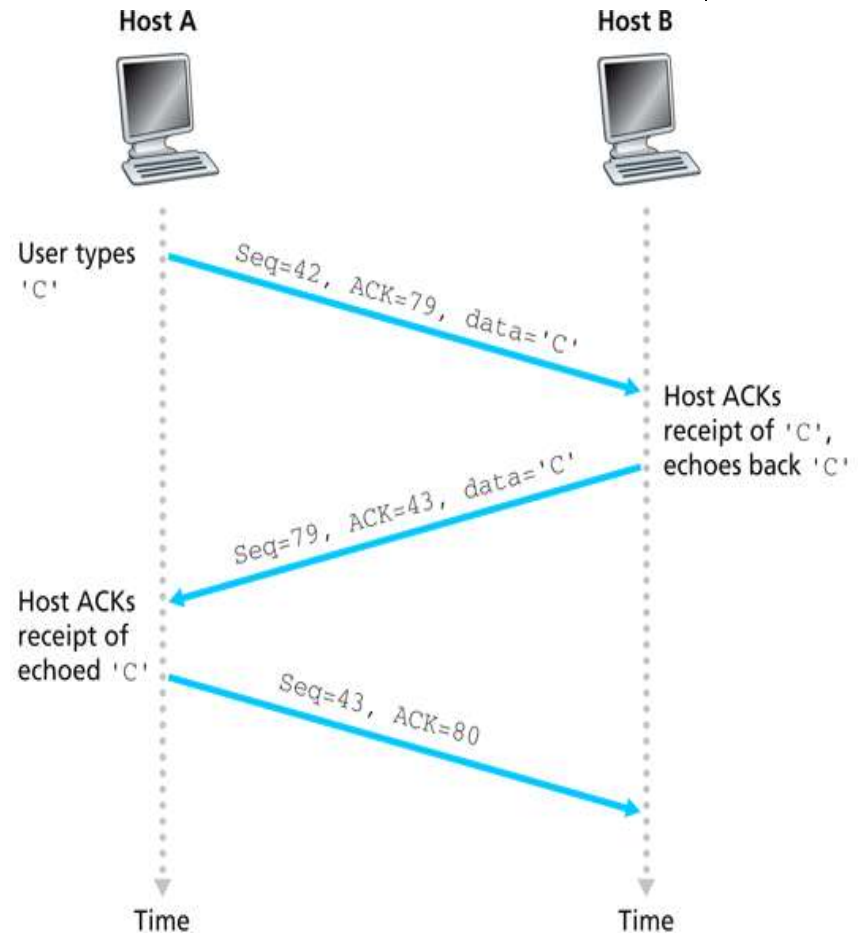 Host A
Host B
User types
'C'
Seq=42, ACK=79, data='C'
Host ACKs
receipt of 'C',
echoes back 'C'
Seq=79, ACK=43, data='C'
Host ACKs
receipt of
echoed 'C'
Seq=43, ACK=80
Time
Time